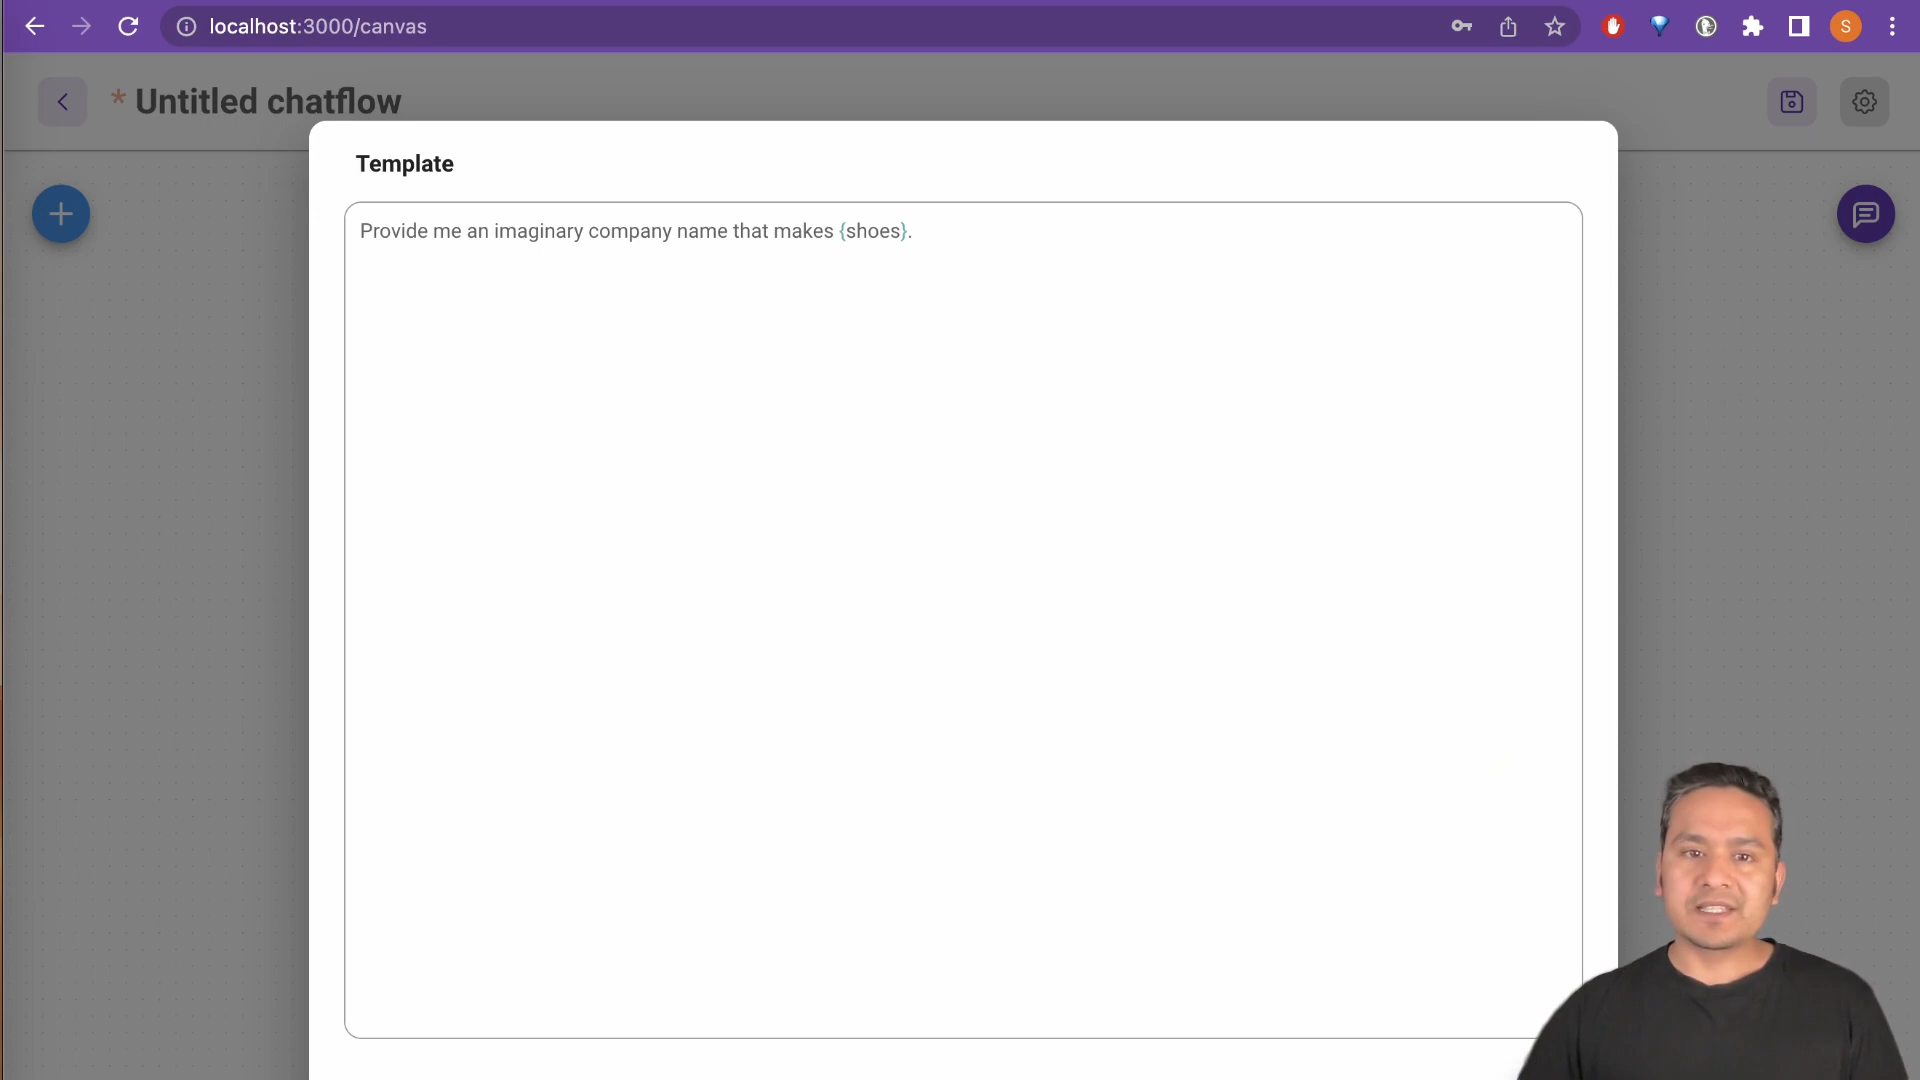 localhost:3000/canvas
S
* Untitled chatflow
Template
Provide me an imaginary company name that makes {shoes}.